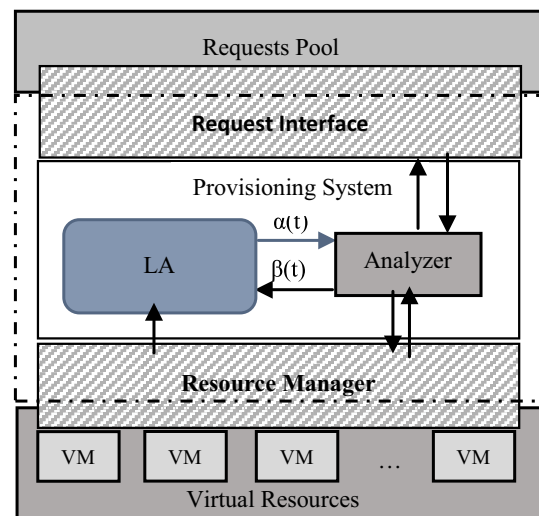 Requests Pool
Request Interface
Provisioning System
α(t)
LA
β(t)
Analyzer
Resource Manager
VM VM VM … VM
Virtual Resources